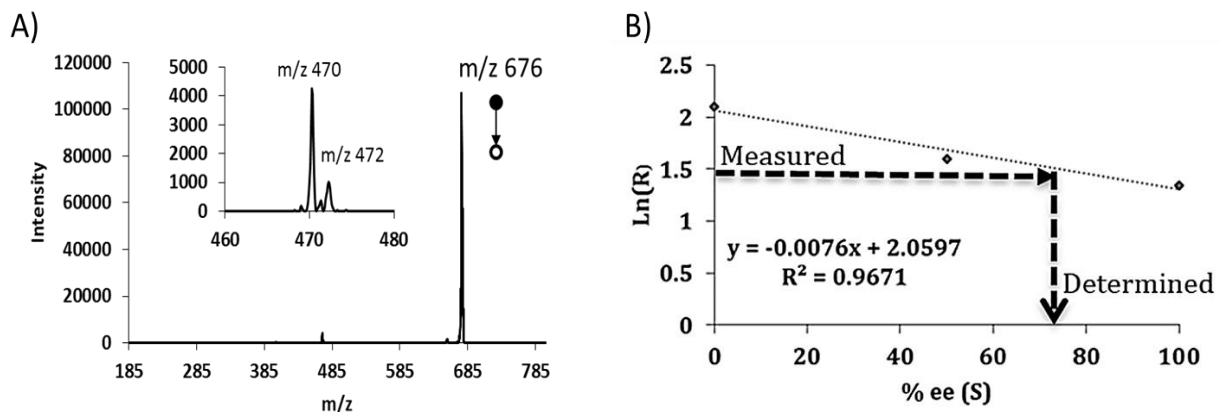 A)
120000
100000
80000
60000
40000
20000
0
Intensity
185 285 385 485 585 685 785
m/z
5000
4000
3000
2000
1000
0
460 470 480
m/z 470
m/z 472
m/z 676
B)
2.5
2
1.5
1
0.5
0
Ln(R)
Measured
y = -0.0076x + 2.0597
R² = 0.9671
Determined
0 20 40 60 80 100
% ee (S)